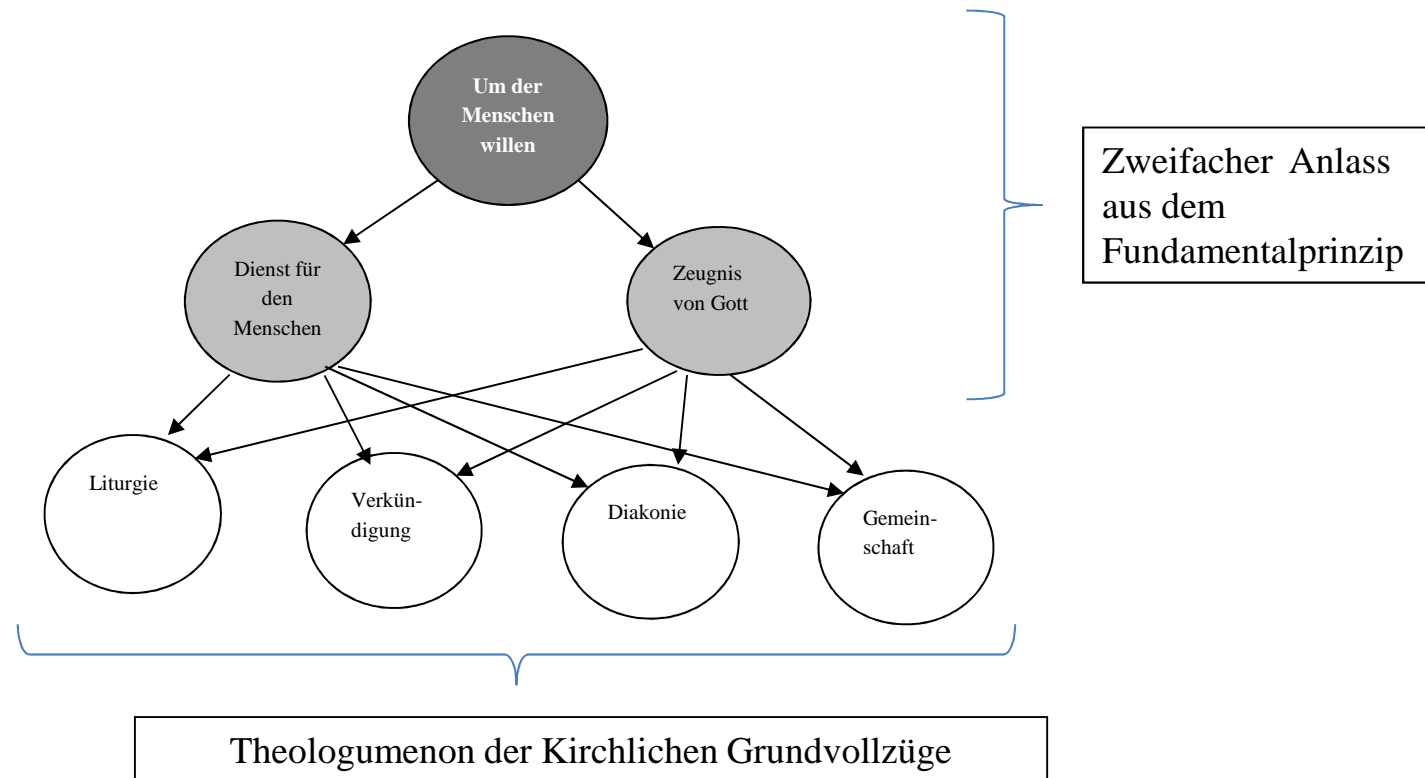 Um der
Menschen
willen
Zweifacher Anlass
aus dem
Fundamentalprinzip
Dienst für
den
Menschen
Zeugnis
von Gott
Liturgie
Verkün-
digung
Diakonie
Gemein-
schaft
Theologumenon der Kirchlichen Grundvollzüge